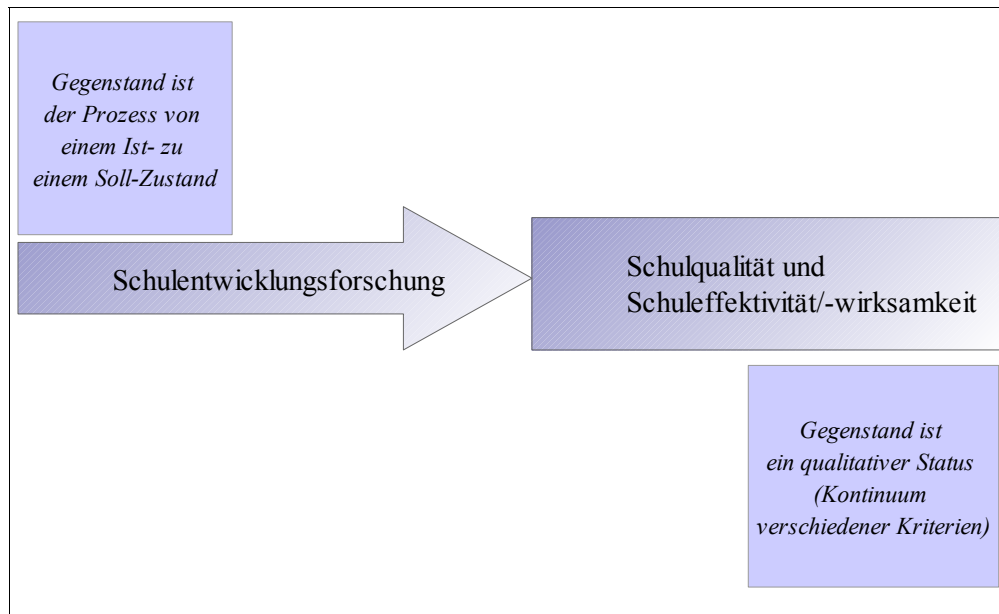 Gegenstand ist
der Prozess von
einem Ist- zu
einem Soll-Zustand
Schulentwicklungsforschung
Schulqualität und
Schuleffektivität/-wirksamkeit
Gegenstand ist
ein qualitativer Status
(Kontinuum
verschiedener Kriterien)